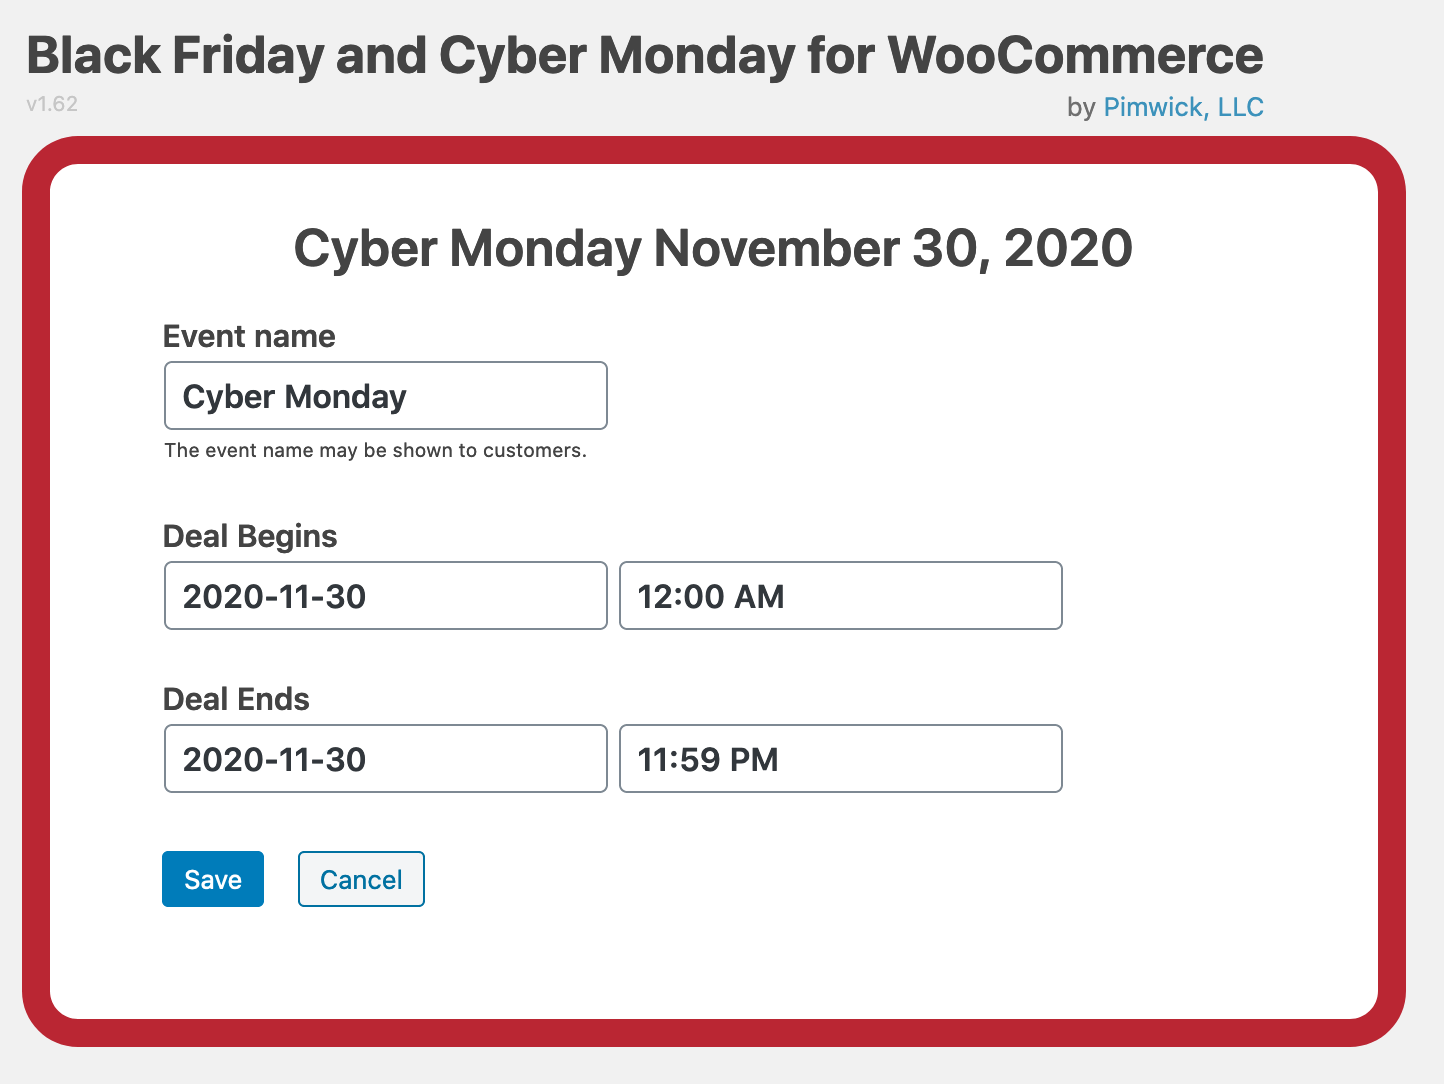 Black Friday and Cyber Monday for WooCommerce
v1.62
by Pimwick, LLC
Cyber Monday November 30, 2020
Event name
Cyber Monday
The event name may be shown to customers.
Deal Begins
2020-11-30 12:00 AM
Deal Ends
2020-11-30 11:59 PM
Save Cancel